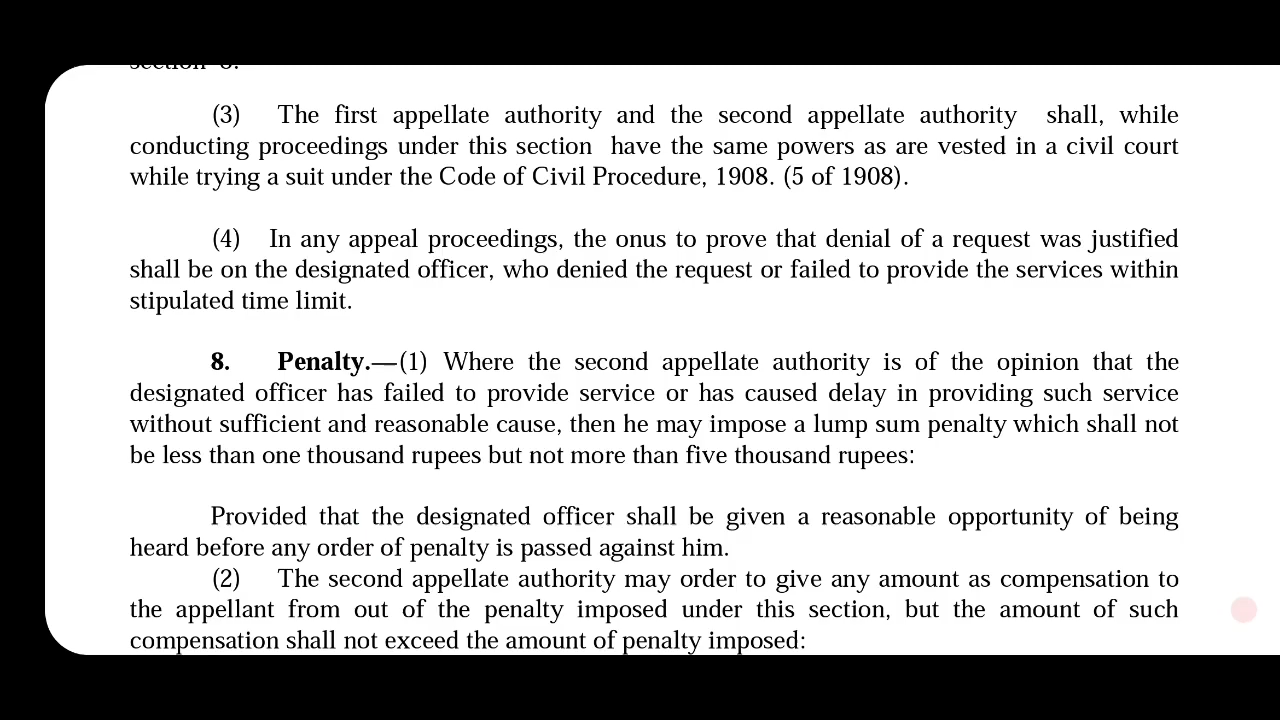 (3) The first appellate authority and the second appellate authority shall, while
conducting proceedings under this section have the same powers as are vested in a civil court
while trying a suit under the Code of Civil Procedure, 1908. (5 of 1908).
(4) In any appeal proceedings, the onus to prove that denial of a request was justified
shall be on the designated officer, who denied the request or failed to provide the services within
stipulated time limit.
8. Penalty.—(1) Where the second appellate authority is of the opinion that the
designated officer has failed to provide service or has caused delay in providing such service
without sufficient and reasonable cause, then he may impose a lump sum penalty which shall not
be less than one thousand rupees but not more than five thousand rupees:
Provided that the designated officer shall be given a reasonable opportunity of being
heard before any order of penalty is passed against him.
(2) The second appellate authority may order to give any amount as compensation to
the appellant from out of the penalty imposed under this section, but the amount of such
compensation shall not exceed the amount of penalty imposed: